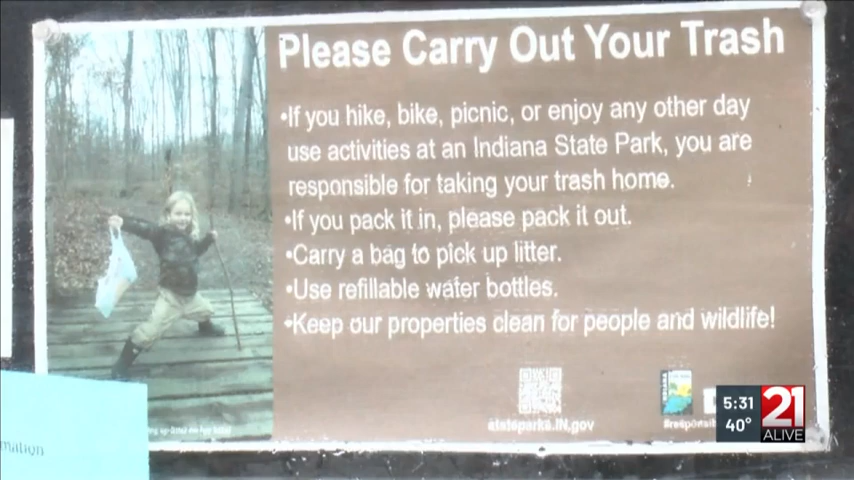 Please Carry Out Your Trash
•If you hike, bike, picnic, or enjoy any other day
use activities at an Indiana State Park, you are
responsible for taking your trash home.
•If you pack it in, please pack it out.
•Carry a bag to pick up litter.
•Use refillable water bottles.
•Keep our properties clean for people and wildlife!
stateparks.IN.gov
5:31
40°
21
ALIVE